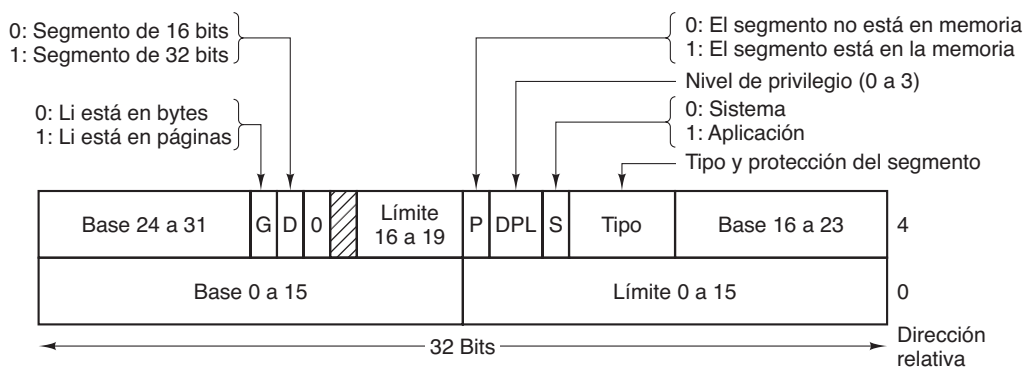 0: Segmento de 16 bits
1: Segmento de 32 bits
0: El segmento no está en memoria
1: El segmento está en la memoria
Nivel de privilegio (0 a 3)
0: Li está en bytes
1: Li está en páginas
0: Sistema
1: Aplicación
Tipo y protección del segmento
Base 24 a 31 G D 0 Límite 16 a 19 P DPL S Tipo Base 16 a 23 4
Base 0 a 15 Límite 0 a 15 0
32 Bits
Dirección
relativa